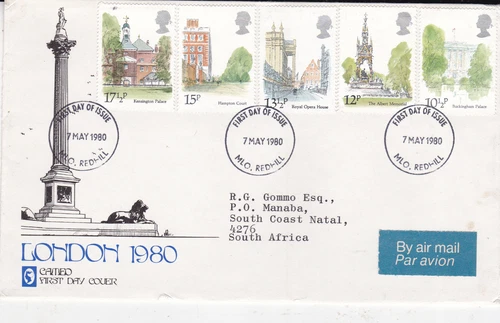 17½P
Kensington Palace
15P
Hampton Court
13½P
Royal Opera House
12P
The Albert Memorial
10½P
Buckingham Palace
FIRST DAY OF ISSUE
7 MAY 1980
MLO, REDHILL
FIRST DAY OF ISSUE
7 MAY 1980
MLO, REDHILL
FIRST DAY OF ISSUE
7 MAY 1980
MLO, REDHILL
R.G. Gommo Esq.,
P.O. Manaba,
South Coast Natal,
4276
South Africa
By air mail
Par avion
LONDON 1980
CAMEO
FIRST DAY COVER